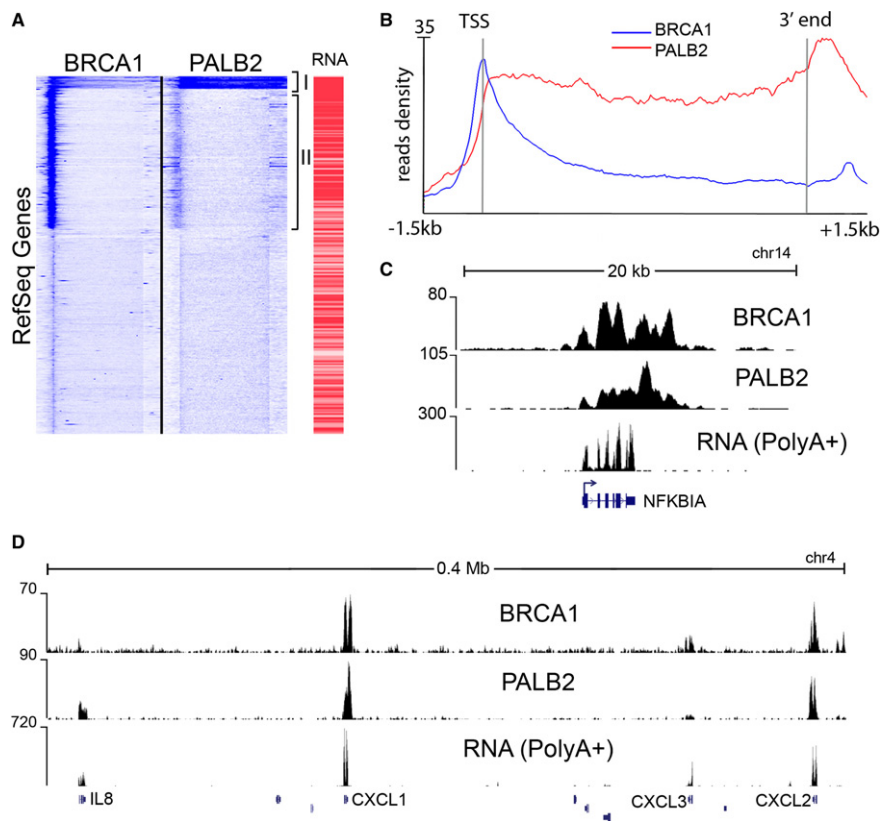 A
BRCA1 PALB2 RNA
RefSeq Genes
I
II
B
35
TSS
3' end
BRCA1
PALB2
reads density
-1.5kb
+1.5kb
C
chr14
20 kb
80
BRCA1
105
PALB2
300
RNA (PolyA+)
NFKBIA
D
chr4
0.4 Mb
70
BRCA1
90
PALB2
720
RNA (PolyA+)
IL8 CXCL1 CXCL3 CXCL2